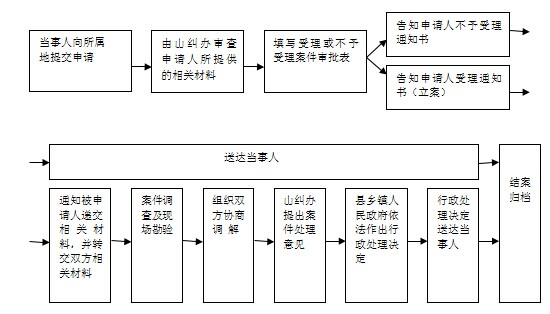 当事人向所属
地提交申请
由山纠办审查
申请人所提供
的相关材料
填写受理或不予
受理案件审批表
告知申请人不予受理
通知书
告知申请人受理通知
书（立案）
送达当事人
结案
归档
通知被申
请人递交
相关材
料，并转
交双方相
关材料
案件调
查及现
场勘验
组织双
方协商
调 解
山纠办
提出案
件处理
意见
县乡镇人
民政府依
法作出行
政处理决
定
行政处
理决定
送达当
事人